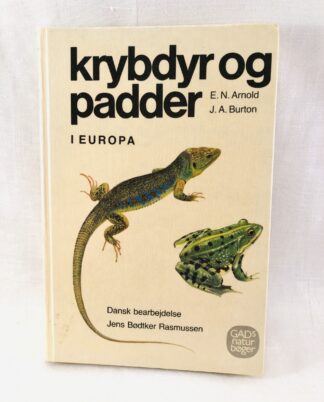 krybdyr og
padder
E. N. Arnold
J. A. Burton
I EUROPA
Dansk bearbejdelse
Jens Bødtker Rasmussen
GADs
natur
bøger